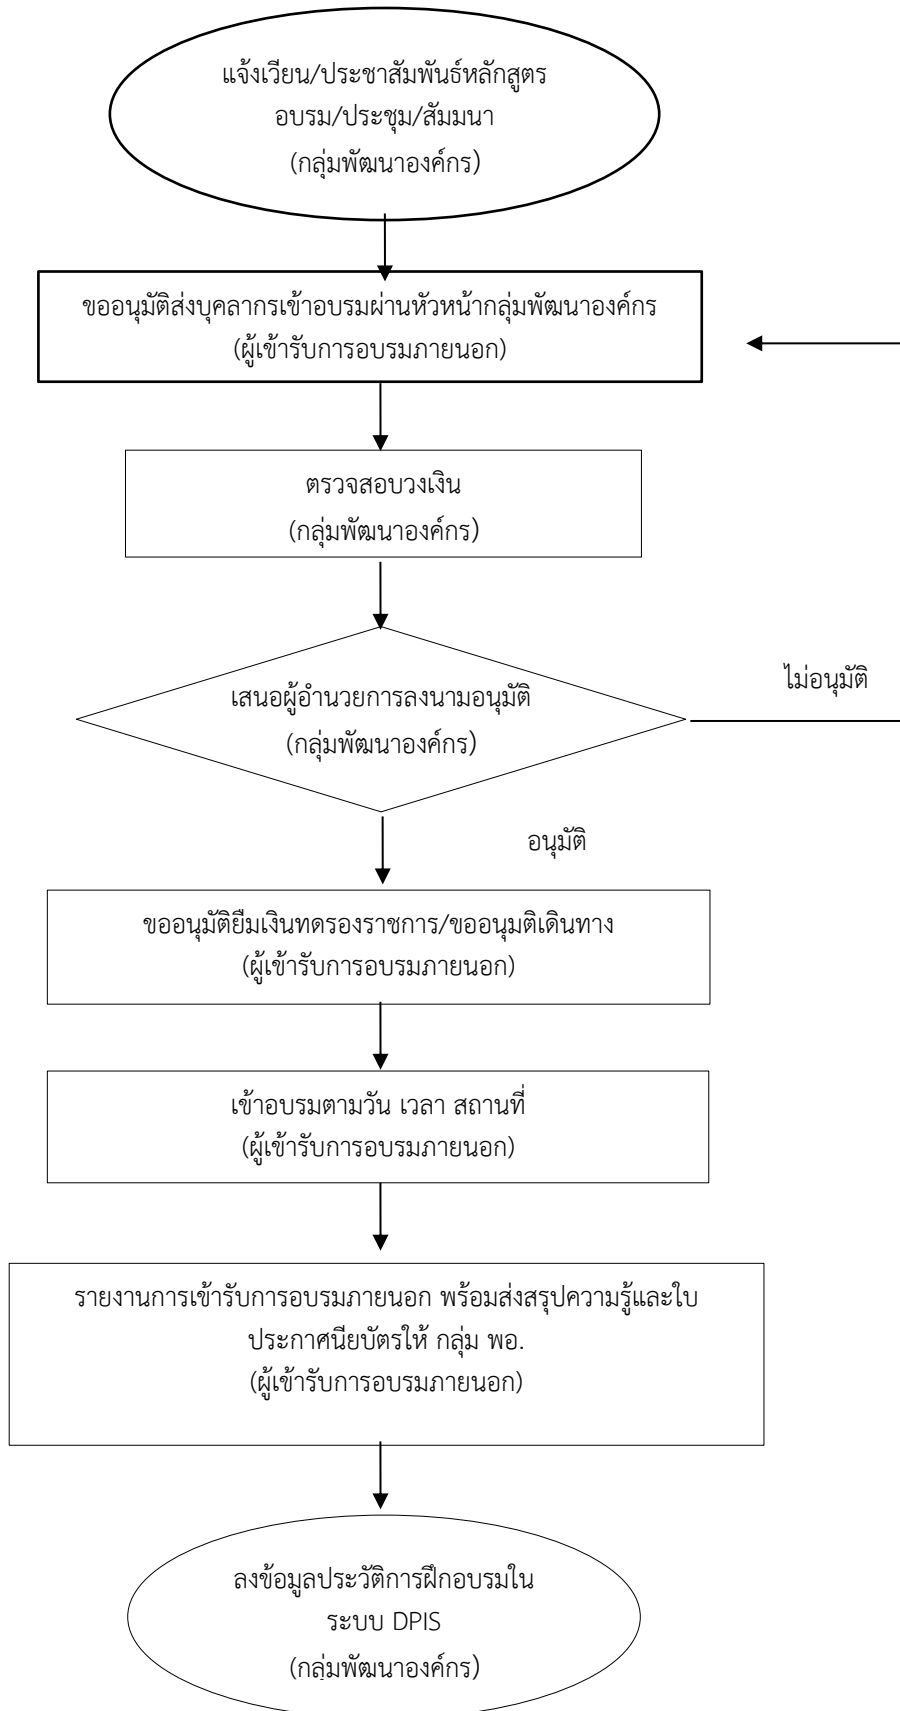 แจ้งเวียน/ประชาสัมพันธ์หลักสูตร
อบรม/ประชุม/สัมมนา
(กลุ่มพัฒนาองค์กร)
ขออนุมัติส่งบุคลากรเข้าอบรมผ่านหัวหน้ากลุ่มพัฒนาองค์กร
(ผู้เข้ารับการอบรมภายนอก)
ตรวจสอบวงเงิน
(กลุ่มพัฒนาองค์กร)
ไม่อนุมัติ
เสนอผู้อำนวยการลงนามอนุมัติ
(กลุ่มพัฒนาองค์กร)
อนุมัติ
ขออนุมัติยืมเงินทดรองราชการ/ขออนุมติเดินทาง
(ผู้เข้ารับการอบรมภายนอก)
เข้าอบรมตามวัน เวลา สถานที่
(ผู้เข้ารับการอบรมภายนอก)
รายงานการเข้ารับการอบรมภายนอก พร้อมส่งสรุปความรู้และใบ
ประกาศนียบัตรให้ กลุ่ม พอ.
(ผู้เข้ารับการอบรมภายนอก)
ลงข้อมูลประวัติการฝึกอบรมใน
ระบบ DPIS
(กลุ่มพัฒนาองค์กร)